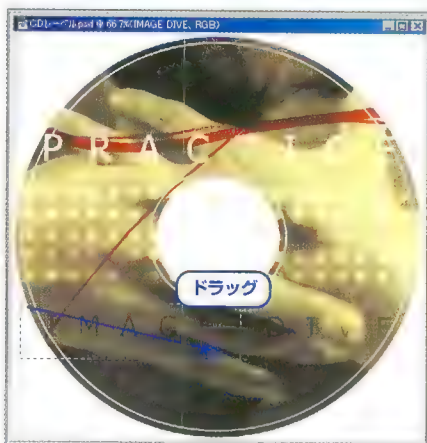 CDレーベル.psd @ 66.7%(IMAGE DIVE、RGB)
PRACTICE
ドラッグ
IMAGE DIVE